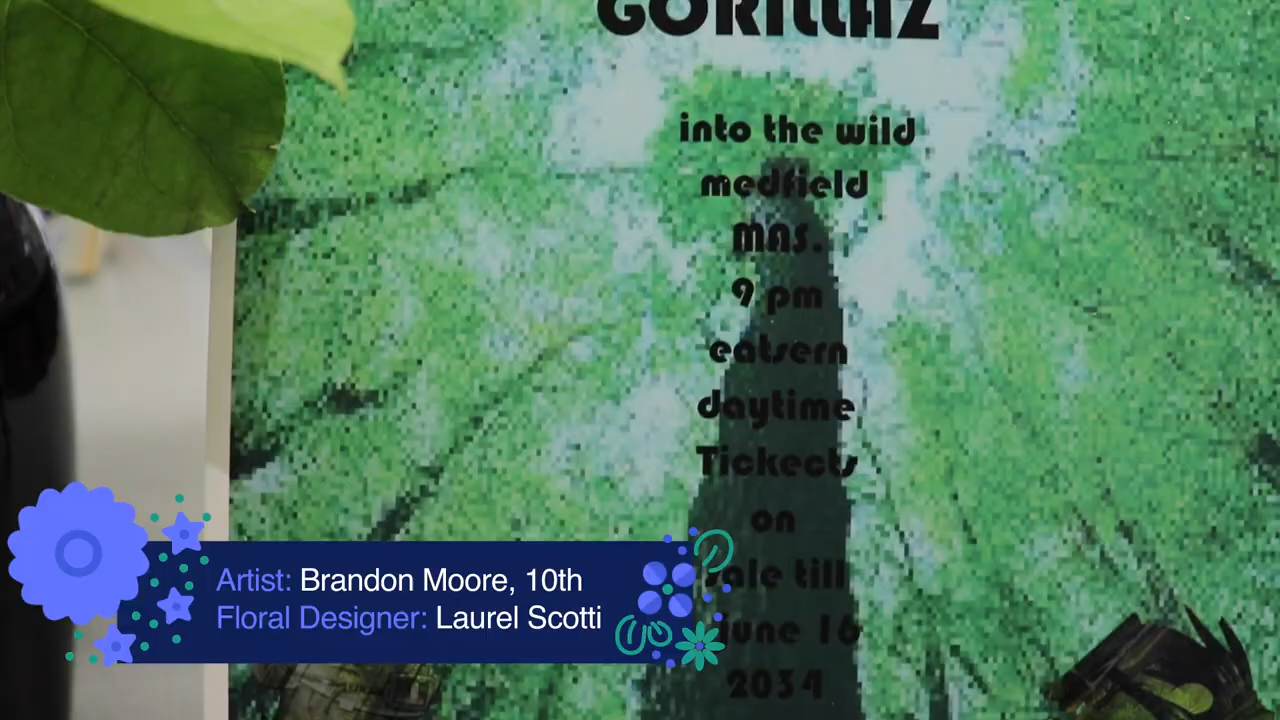 GORILLAZ
into the wild
medfield
mas.
9 pm
eatsern
daytime
Tickects
on
sale till
june 16
2034
Artist: Brandon Moore, 10th
Floral Designer: Laurel Scotti